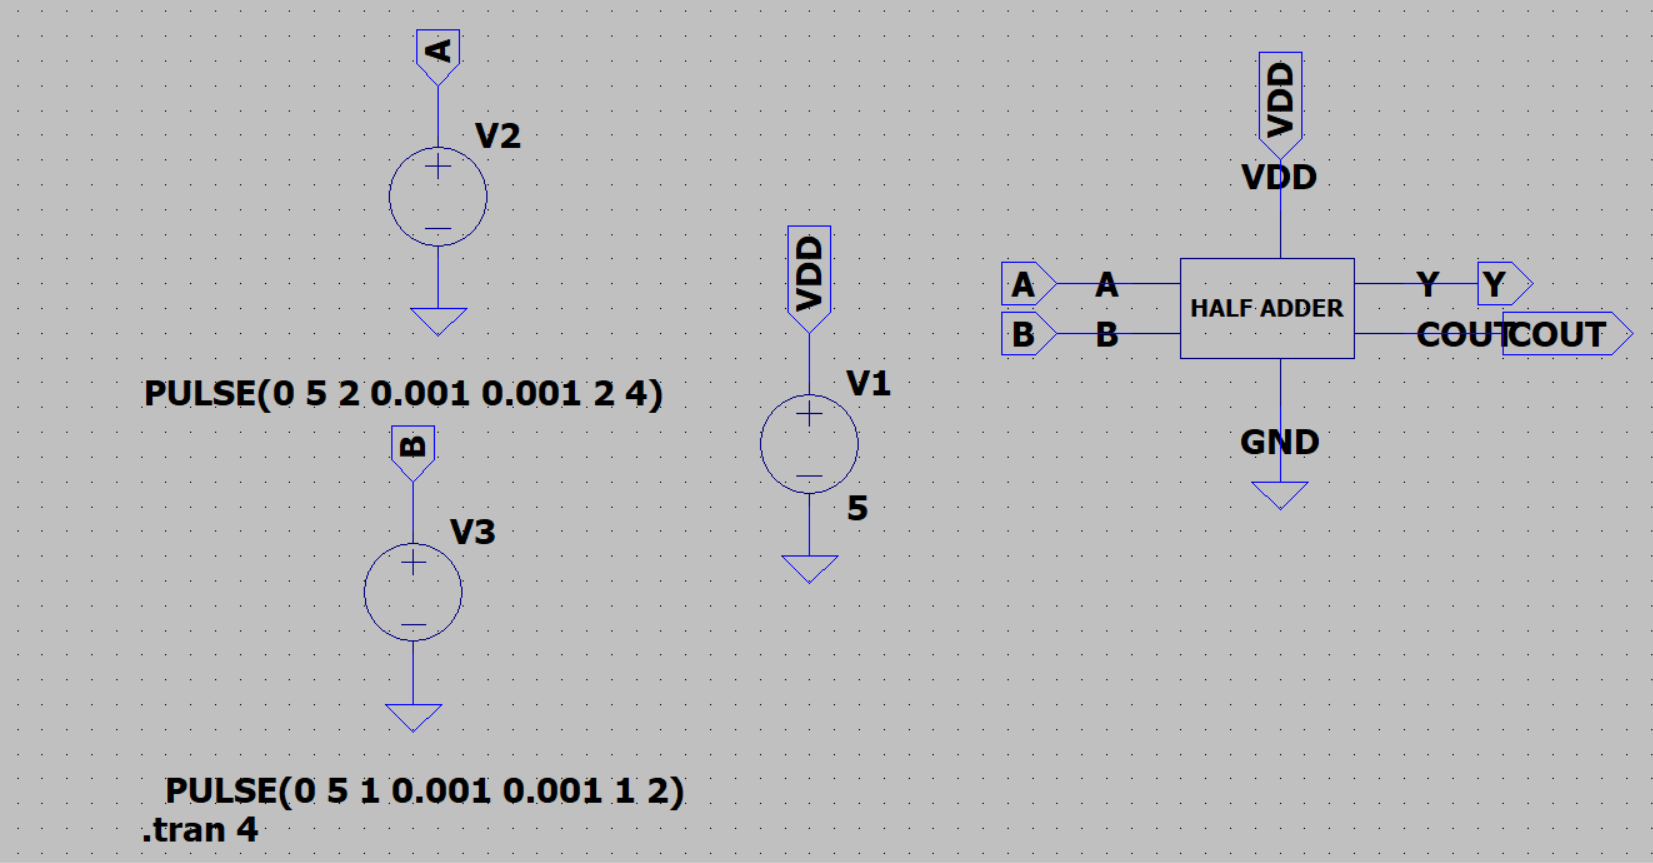 A
V2
PULSE(0 5 2 0.001 0.001 2 4)
B
V3
PULSE(0 5 1 0.001 0.001 1 2)
.tran 4
VDD
V1
5
VDD
VDD
A A HALF ADDER Y Y
B B COUT COUT
GND